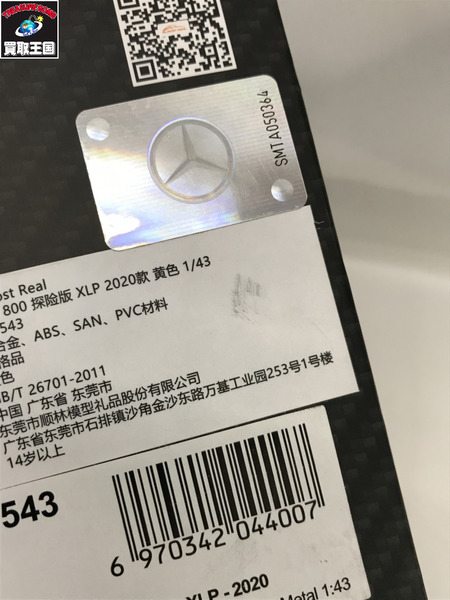 買取王国
SMTA050364
ost Real
800 探险版 XLP 2020款 黄色 1/43
543
合金、ABS、SAN、PVC材料
格品
色
GB/T 26701-2011
中国 广东省 东莞市
东莞市顺林模型礼品股份有限公司
广东省东莞市石排镇沙角金沙东路万基工业园253号1号楼
14岁以上
543
6 970342 044007
XLP - 2020
Metal 1:43